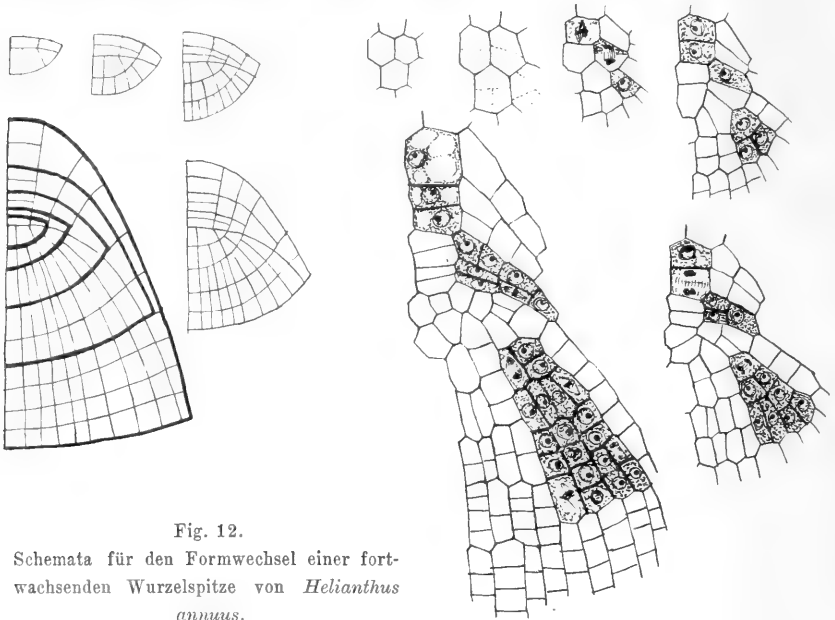 Fig. 12.
Schemata für den Formwechsel einer fort-
wachsenden Wurzelspitze von Helianthus
annuus.